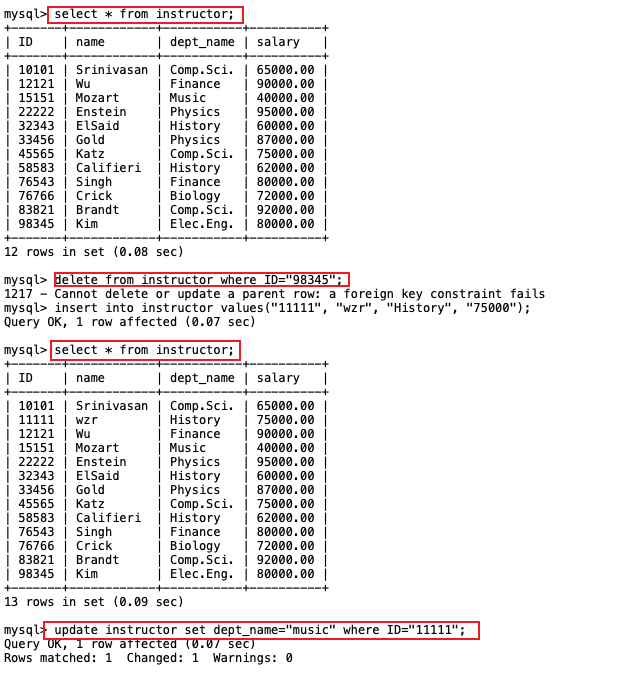 mysql> select * from instructor;
+-------+------------+-----------+----------+
| ID    | name       | dept_name | salary   |
+-------+------------+-----------+----------+
| 10101 | Srinivasan | Comp.Sci. | 65000.00 |
| 12121 | Wu         | Finance   | 90000.00 |
| 15151 | Mozart     | Music     | 40000.00 |
| 22222 | Enstein    | Physics   | 95000.00 |
| 32343 | ElSaid     | History   | 60000.00 |
| 33456 | Gold       | Physics   | 87000.00 |
| 45565 | Katz       | Comp.Sci. | 75000.00 |
| 58583 | Califieri  | History   | 62000.00 |
| 76543 | Singh      | Finance   | 80000.00 |
| 76766 | Crick      | Biology   | 72000.00 |
| 83821 | Brandt     | Comp.Sci. | 92000.00 |
| 98345 | Kim        | Elec.Eng. | 80000.00 |
+-------+------------+-----------+----------+
12 rows in set (0.08 sec)
mysql> delete from instructor where ID="98345";
1217 - Cannot delete or update a parent row: a foreign key constraint fails
mysql> insert into instructor values("11111", "wzr", "History", "75000");
Query OK, 1 row affected (0.07 sec)
mysql> select * from instructor;
+-------+------------+-----------+----------+
| ID    | name       | dept_name | salary   |
+-------+------------+-----------+----------+
| 10101 | Srinivasan | Comp.Sci. | 65000.00 |
| 11111 | wzr        | History   | 75000.00 |
| 12121 | Wu         | Finance   | 90000.00 |
| 15151 | Mozart     | Music     | 40000.00 |
| 22222 | Enstein    | Physics   | 95000.00 |
| 32343 | ElSaid     | History   | 60000.00 |
| 33456 | Gold       | Physics   | 87000.00 |
| 45565 | Katz       | Comp.Sci. | 75000.00 |
| 58583 | Califieri  | History   | 62000.00 |
| 76543 | Singh      | Finance   | 80000.00 |
| 76766 | Crick      | Biology   | 72000.00 |
| 83821 | Brandt     | Comp.Sci. | 92000.00 |
| 98345 | Kim        | Elec.Eng. | 80000.00 |
+-------+------------+-----------+----------+
13 rows in set (0.09 sec)
mysql> update instructor set dept_name="music" where ID="11111";
Query OK, 1 row affected (0.07 sec)
Rows matched: 1  Changed: 1  Warnings: 0